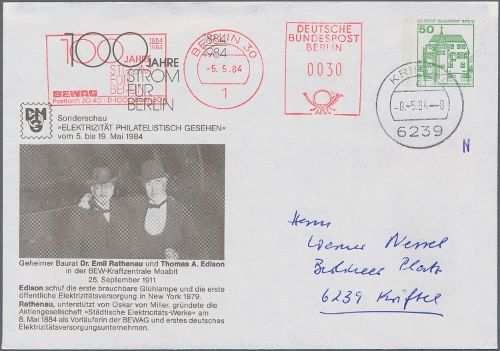 100 JAHRE
1884
1984
STROM
FÜR
BERLIN
BEWAG
BERLIN 30
-5.5.84
1
DEUTSCHE
BUNDESPOST
BERLIN
0030
DEUTSCHE BUNDESPOST BERLIN
50
-8.5.84--8
6239
N
Sonderschau
»ELEKTRIZITÄT PHILATELISTISCH GESEHEN«
vom 5. bis 19. Mai 1984
Geheimer Baurat Dr. Emil Rathenau und Thomas A. Edison
in der BEW-Kraftzentrale Moabit
25. September 1911
Edison schuf die erste brauchbare Glühlampe und die erste
öffentliche Elektrizitätsversorgung in New York 1879.
Rathenau, unterstützt von Oskar von Miller, gründete die
Aktiengesellschaft »Städtische Elektricitäts-Werke« am
8. Mai 1884 als Vorläuferin der BEWAG und erstes deutsches
Elektrizitätsversorgungsunternehmen.
Herrn
Werner Nessel
Platz
6239 Kriftel